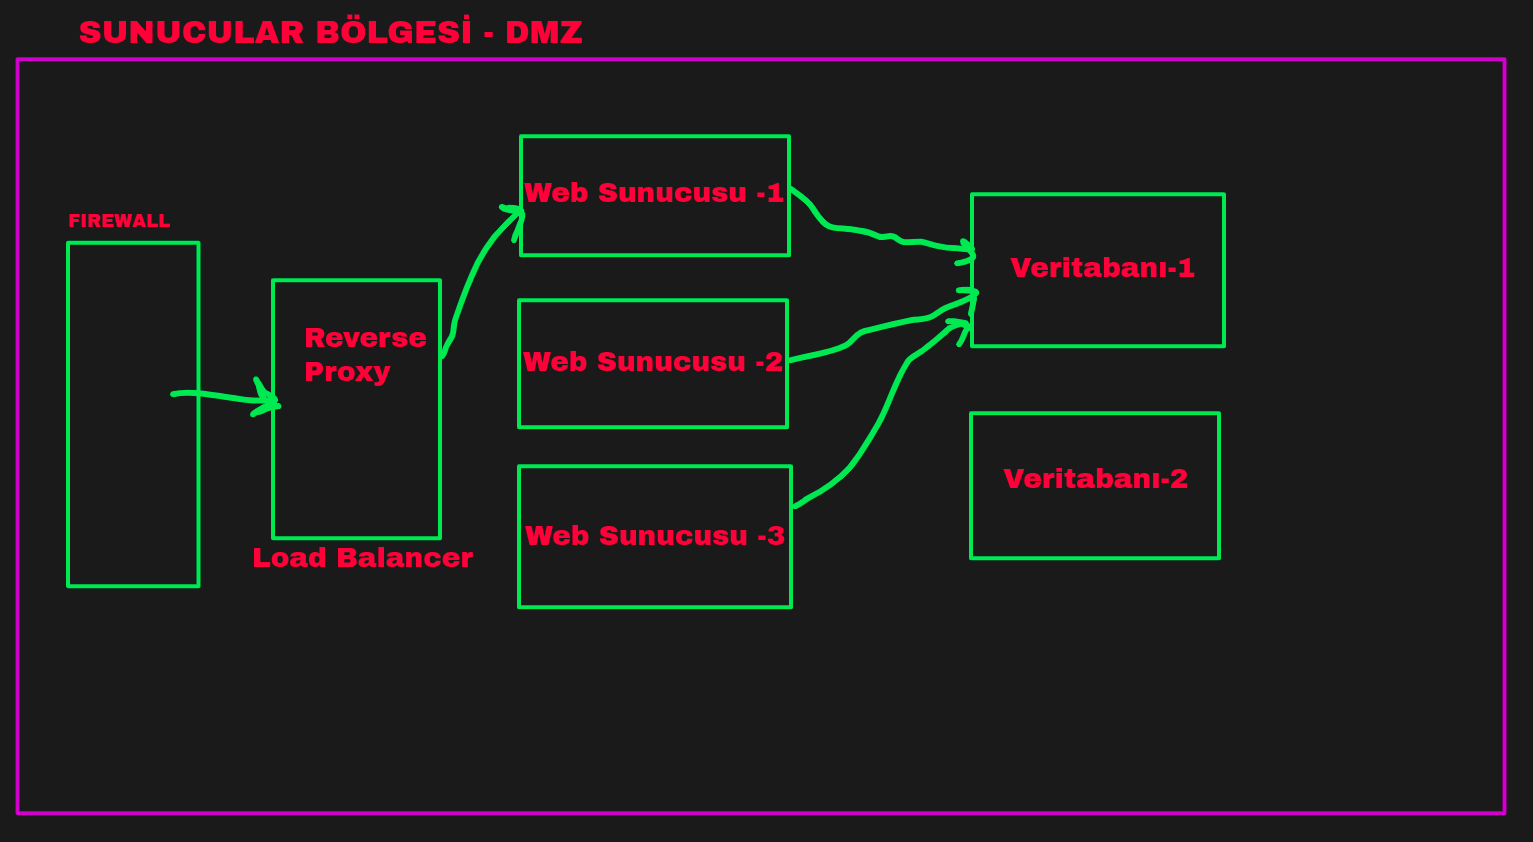 SUNUCULAR BÖLGESİ - DMZ
FIREWALL
Reverse
Proxy
Load Balancer
Web Sunucusu -1
Web Sunucusu -2
Web Sunucusu -3
Veritabanı-1
Veritabanı-2